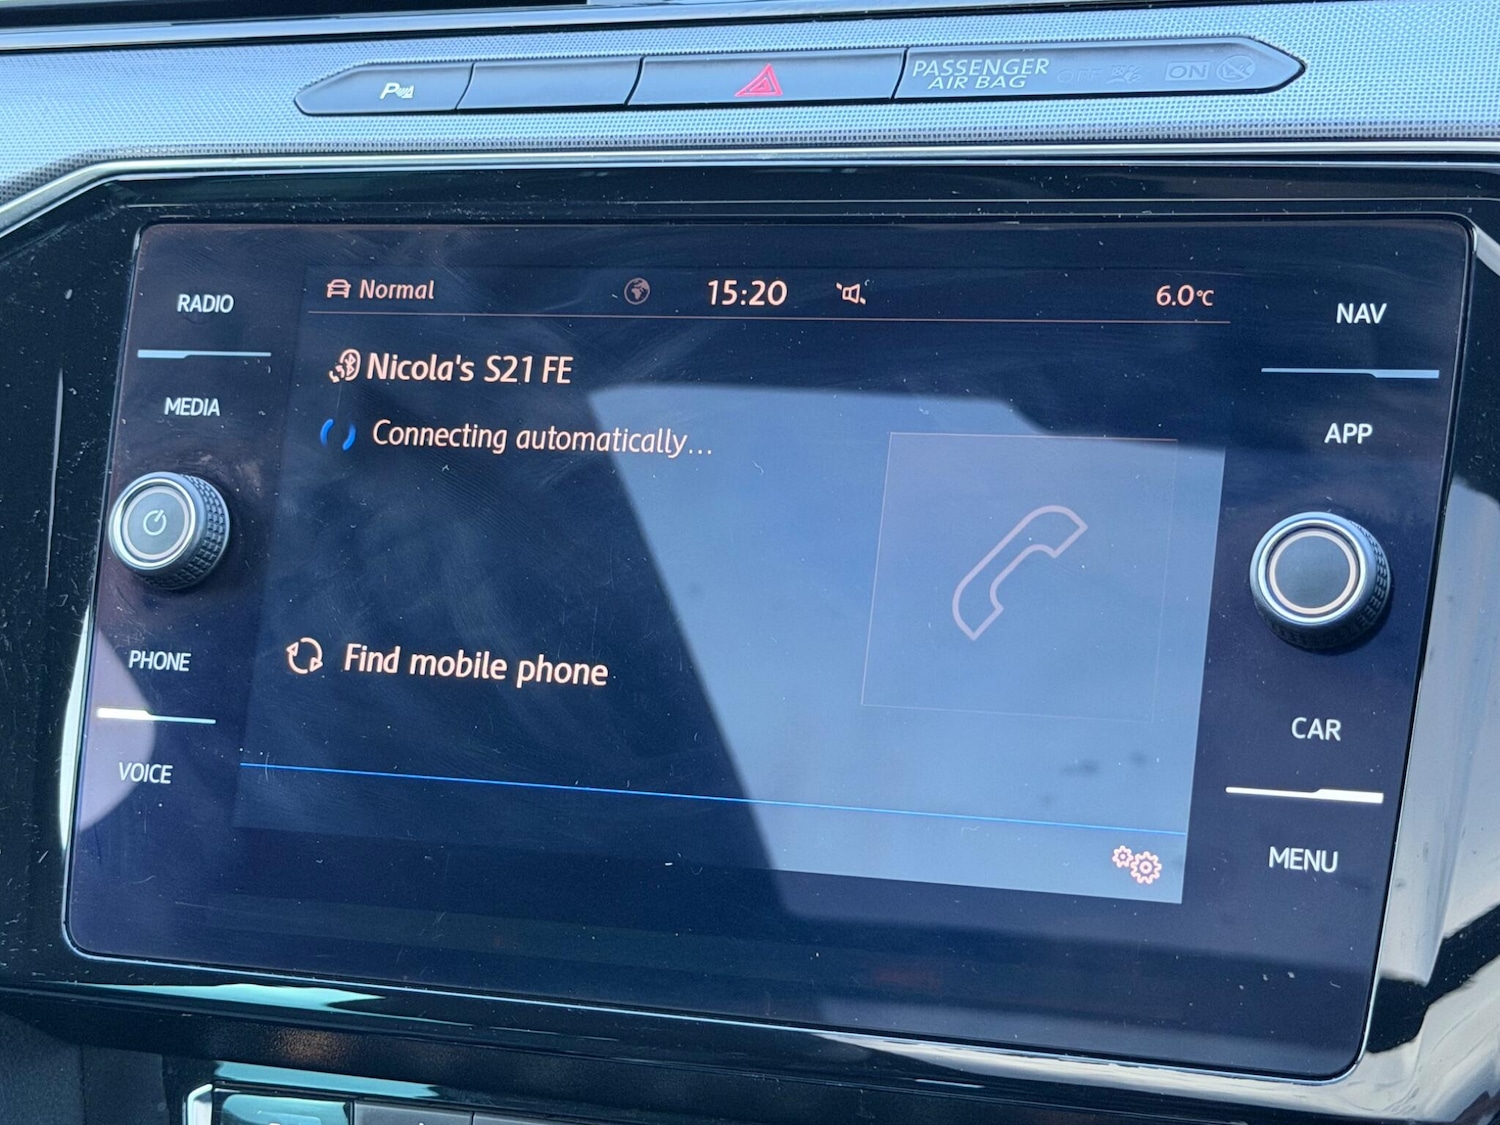 P
PASSENGER
AIR BAG
OFF
ON
RADIO
MEDIA
PHONE
VOICE
Normal
15:20
6.0°C
Nicola's S21 FE
Connecting automatically...
Find mobile phone
NAV
APP
CAR
MENU